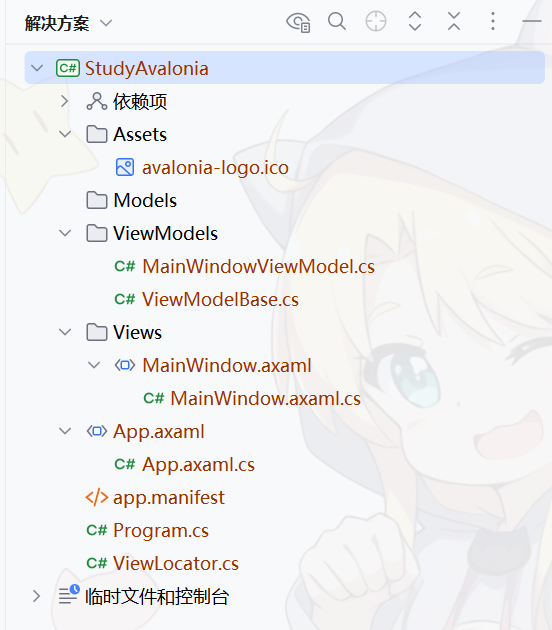 解决方案
C# StudyAvalonia
依赖项
Assets
avalonia-logo.ico
Models
ViewModels
C# MainWindowViewModel.cs
C# ViewModelBase.cs
Views
MainWindow.axaml
C# MainWindow.axaml.cs
App.axaml
C# App.axaml.cs
app.manifest
C# Program.cs
C# ViewLocator.cs
临时文件和控制台